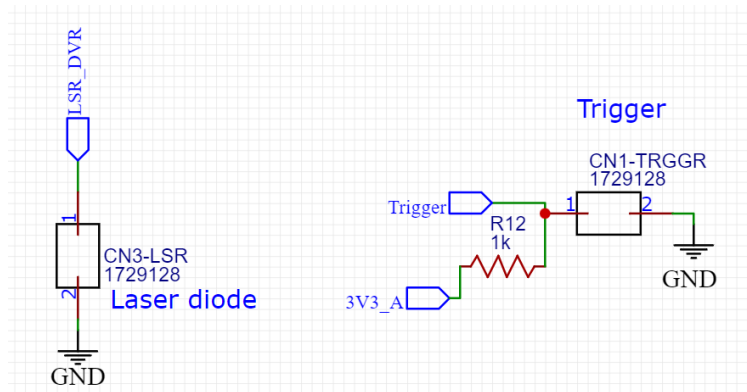 LSR_DVR
1
CN3-LSR
1729128
2
Laser diode
GND
Trigger
CN1-TRGGR
1729128
Trigger
1
2
R12
1k
3V3_A
GND